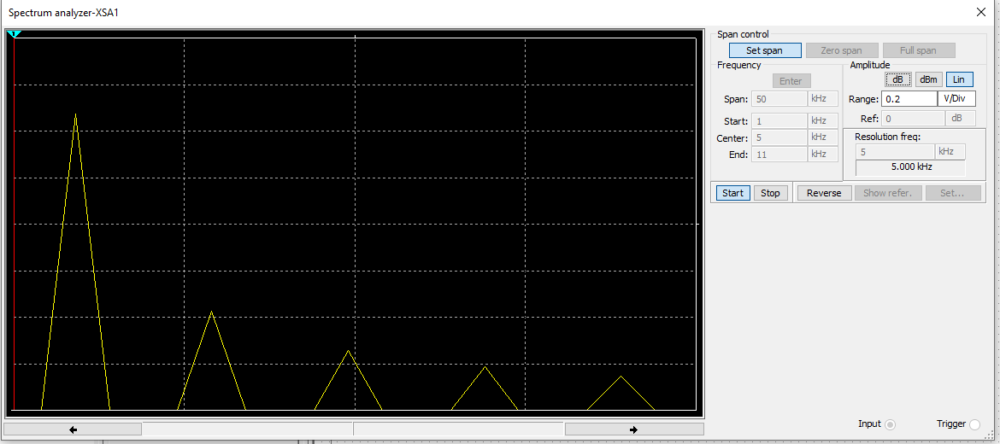 Spectrum analyzer-XSA1
1
Span control
Set span Zero span Full span
Frequency
Enter
Span: 50 kHz
Start: 1 kHz
Center: 5 kHz
End: 11 kHz
Amplitude
dB dBm Lin
Range: 0.2 V/Div
Ref: 0 dB
Resolution freq:
5 kHz
5.000 kHz
Start Stop Reverse Show refer. Set...
Input Trigger